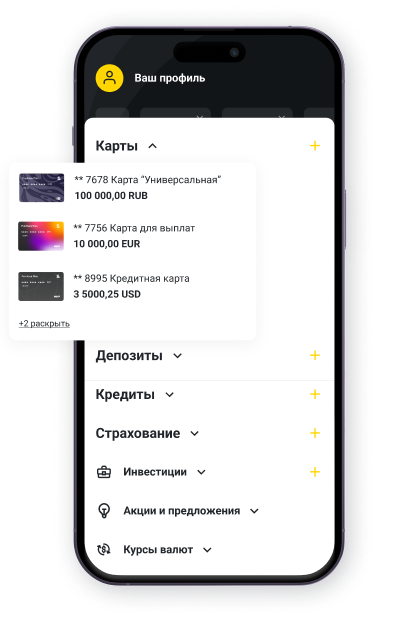 Ваш профиль
Карты
** 7678 Карта “Универсальная”
100 000,00 RUB
** 7756 Карта для выплат
10 000,00 EUR
** 8995 Кредитная карта
3 5000,25 USD
+2 раскрыть
Депозиты
Кредиты
Страхование
Инвестиции
Акции и предложения
Курсы валют